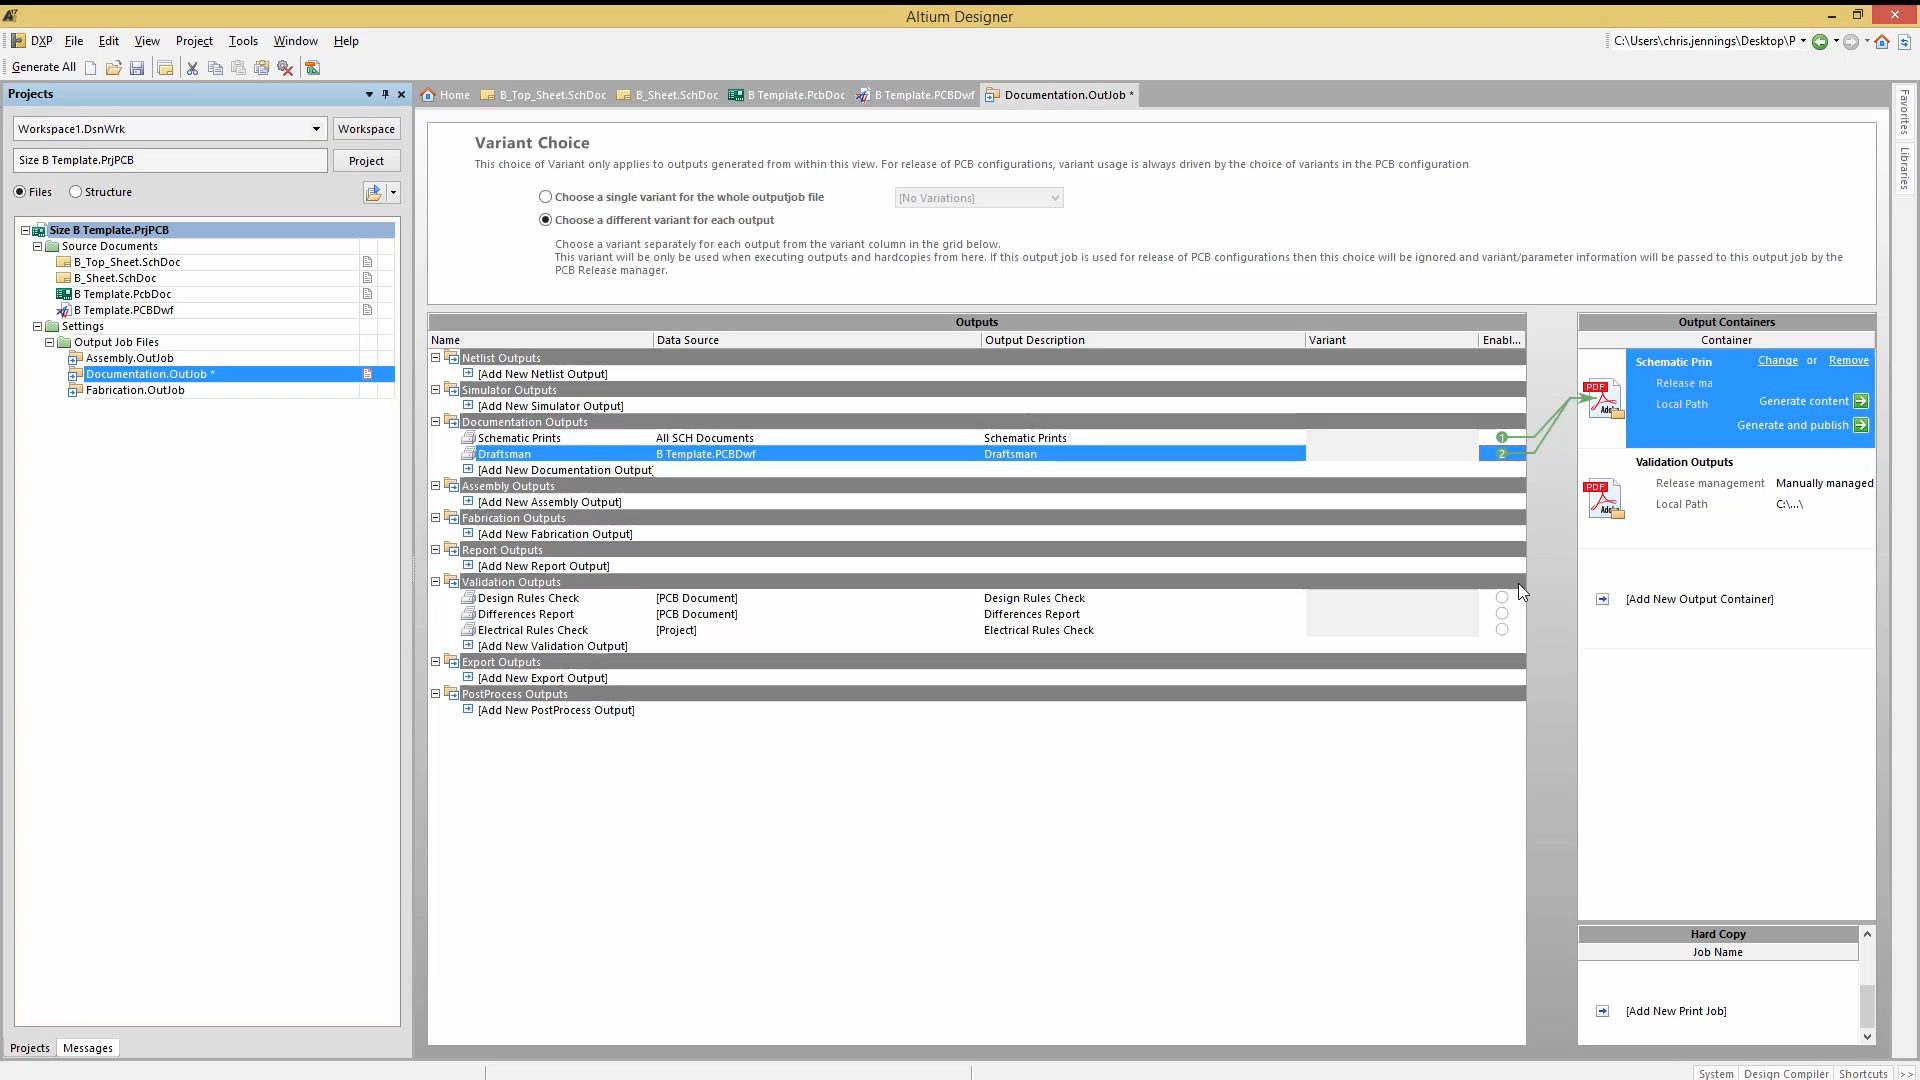 Altium Designer
DXP File Edit View Project Tools Window Help
C:\Users\chris.jennings\Desktop\P
Generate All
Projects
Workspace1.DsnWrk Workspace
Size B Template.PrjPCB Project
Files Structure
Size B Template.PrjPCB
Source Documents
B_Top_Sheet.SchDoc
B_Sheet.SchDoc
B Template.PcbDoc
B Template.PCBDwf
Settings
Output Job Files
Assembly.OutJob
Documentation.OutJob *
Fabrication.OutJob
Projects Messages
Home B_Top_Sheet.SchDoc B_Sheet.SchDoc B Template.PcbDoc B Template.PCBDwf Documentation.OutJob *
Variant Choice
This choice of Variant only applies to outputs generated from within this view. For release of PCB configurations, variant usage is always driven by the choice of variants in the PCB configuration
Choose a single variant for the whole outputjob file [No Variations]
Choose a different variant for each output
Choose a variant separately for each output from the variant column in the grid below.
This variant will be only be used when executing outputs and hardcopies from here. If this output job is used for release of PCB configurations then this choice will be ignored and variant/parameter information will be passed to this output job by the
PCB Release manager.
Outputs
Name Data Source Output Description Variant Enabl...
Netlist Outputs
[Add New Netlist Output]
Simulator Outputs
[Add New Simulator Output]
Documentation Outputs
Schematic Prints All SCH Documents Schematic Prints 1
Draftsman B Template.PCBDwf Draftsman 2
[Add New Documentation Output]
Assembly Outputs
[Add New Assembly Output]
Fabrication Outputs
[Add New Fabrication Output]
Report Outputs
[Add New Report Output]
Validation Outputs
Design Rules Check [PCB Document] Design Rules Check
Differences Report [PCB Document] Differences Report
Electrical Rules Check [Project] Electrical Rules Check
[Add New Validation Output]
Export Outputs
[Add New Export Output]
PostProcess Outputs
[Add New PostProcess Output]
Output Containers
Container
Schematic Prin Change or Remove
Release ma
PDF
Adobe
Local Path Generate content
Generate and publish
Validation Outputs
Release management Manually managed
PDF
Adobe
Local Path C:\...\
[Add New Output Container]
Hard Copy
Job Name
[Add New Print Job]
Favorites
Libraries
System Design Compiler Shortcuts >>